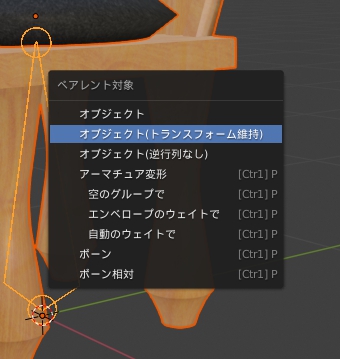 ペアレント対象
オブジェクト
オブジェクト(トランスフォーム維持)
オブジェクト(逆行列なし)
アーマチュア変形 [Ctrl] P
空のグループで [Ctrl] P
エンベロープのウェイトで [Ctrl] P
自動のウェイトで [Ctrl] P
ボーン [Ctrl] P
ボーン相対 [Ctrl] P